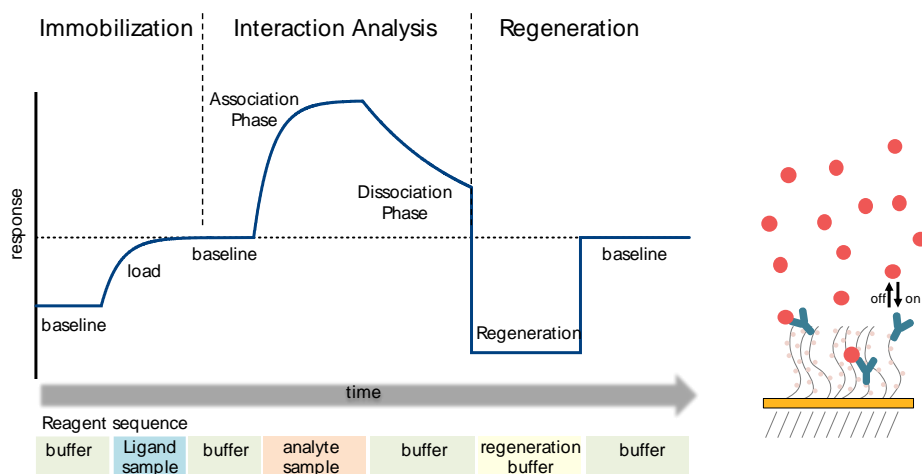 Immobilization
Interaction Analysis
Regeneration
Association
Phase
Dissociation
Phase
response
load
baseline
baseline
baseline
Regeneration
off
on
time
Reagent sequence
buffer
Ligand
sample
buffer
analyte
sample
buffer
regeneration
buffer
buffer